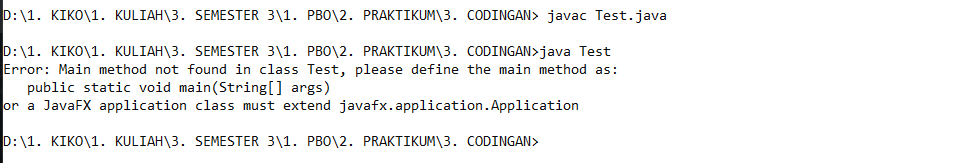 D:\1. KIKO\1. KULIAH\3. SEMESTER 3\1. PBO\2. PRAKTIKUM\3. CODINGAN> javac Test.java
D:\1. KIKO\1. KULIAH\3. SEMESTER 3\1. PBO\2. PRAKTIKUM\3. CODINGAN>java Test
Error: Main method not found in class Test, please define the main method as:
   public static void main(String[] args)
or a JavaFX application class must extend javafx.application.Application
D:\1. KIKO\1. KULIAH\3. SEMESTER 3\1. PBO\2. PRAKTIKUM\3. CODINGAN>